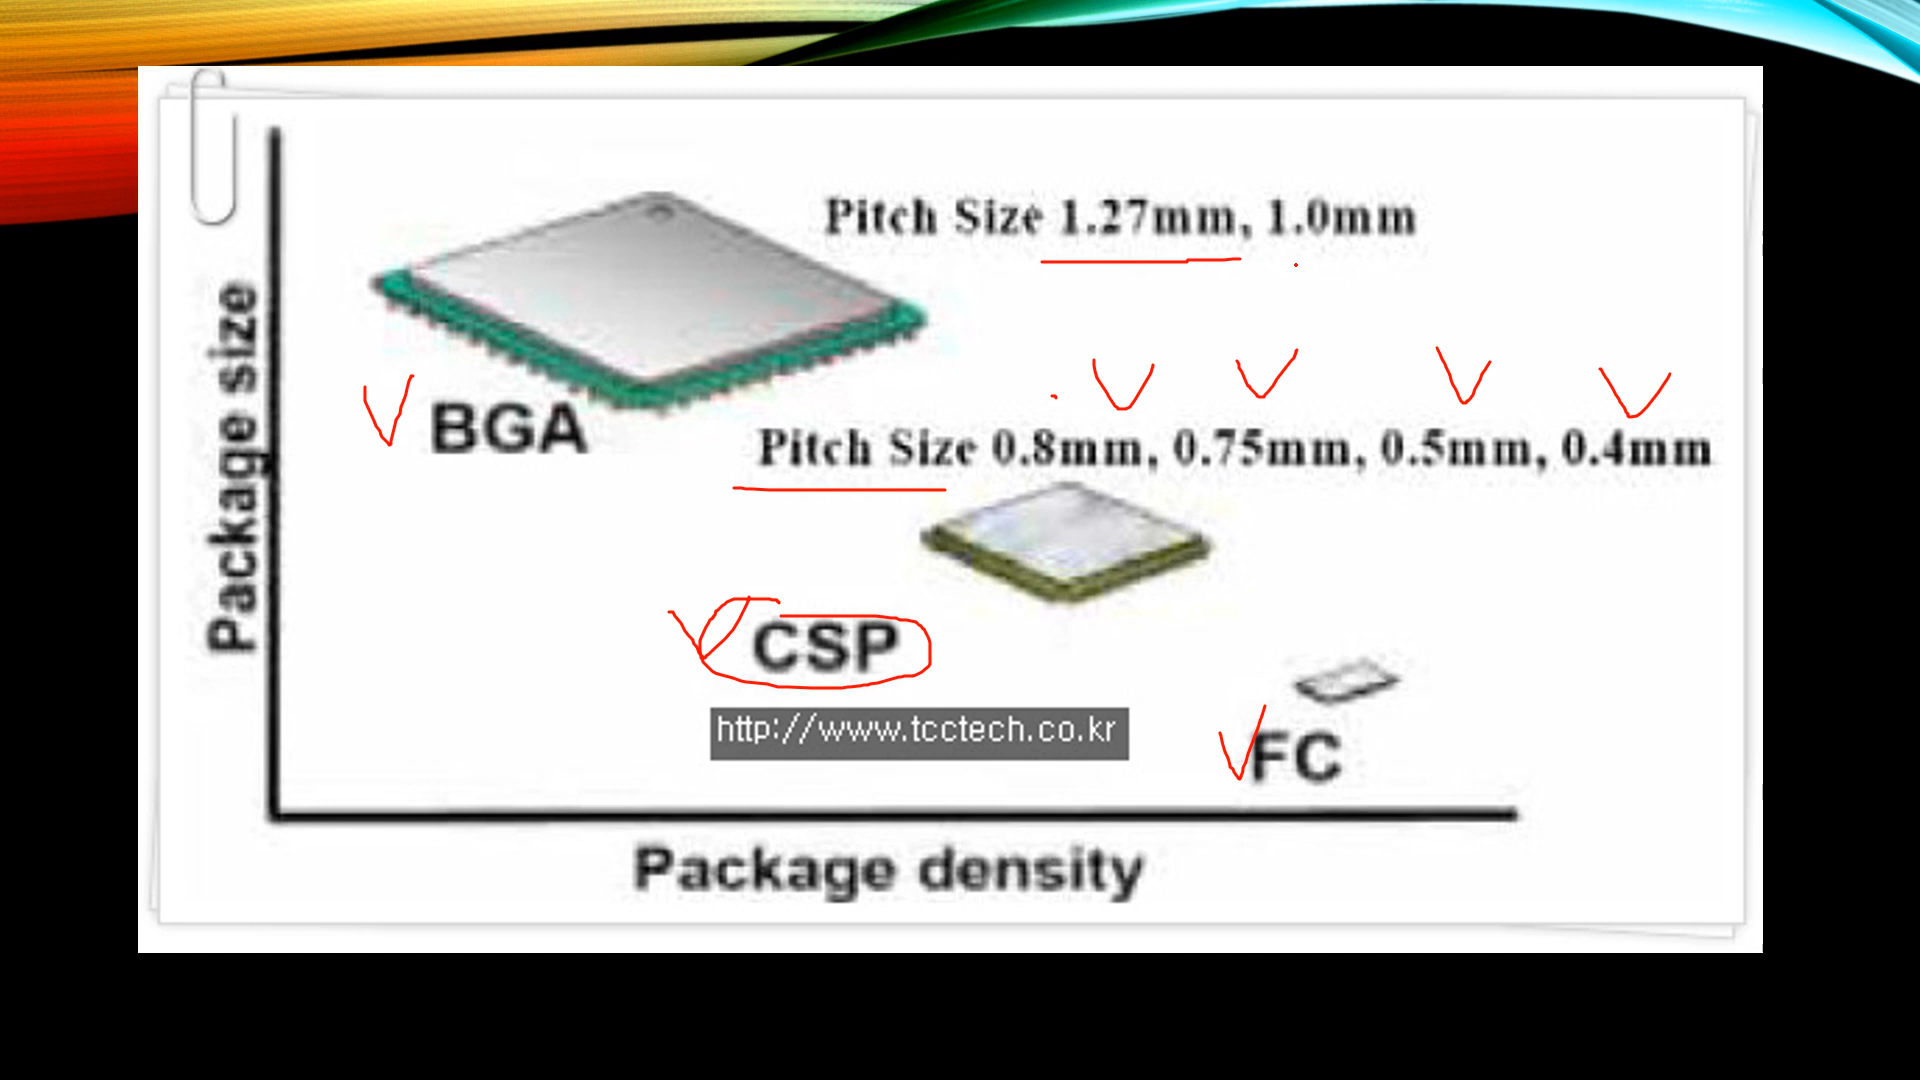 Pitch Size 1.27mm, 1.0mm
BGA
Pitch Size 0.8mm, 0.75mm, 0.5mm, 0.4mm
CSP
http://www.tcctech.co.kr
FC
Package size
Package density